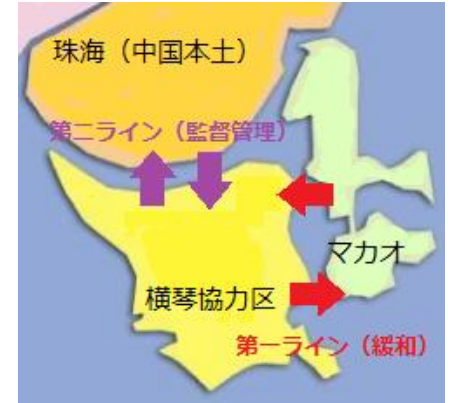 珠海（中国本土）
第二ライン（監督管理）
マカオ
横琴協力区
第一ライン（緩和）